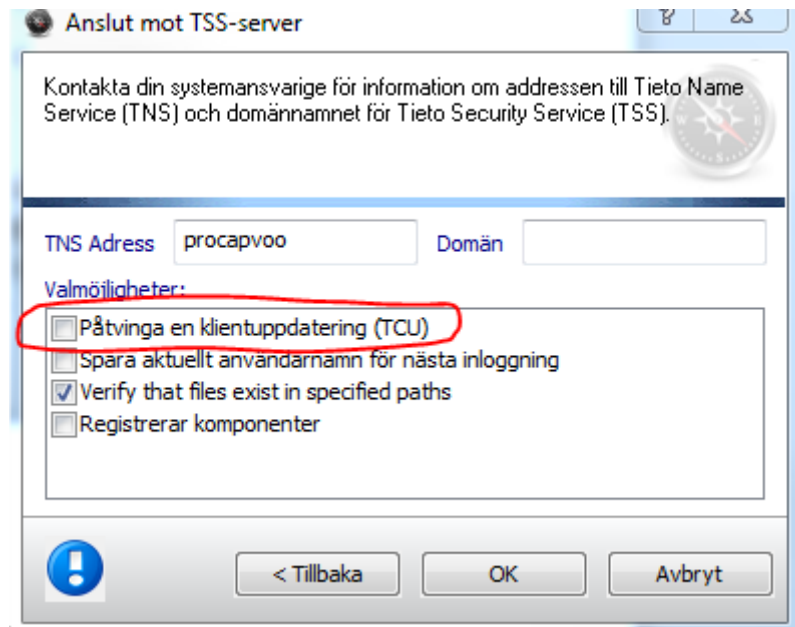 Anslut mot TSS-server
Kontakta din systemansvarige för information om addressen till Tieto Name
Service (TNS) och domännamnet för Tieto Security Service (TSS).
TNS Adress procapvoo Domän
Valmöjligheter:
Påtvinga en klientuppdatering (TCU)
Spara aktuellt användarnamn för nästa inloggning
Verify that files exist in specified paths
Registrerar komponenter
< Tillbaka OK Avbryt